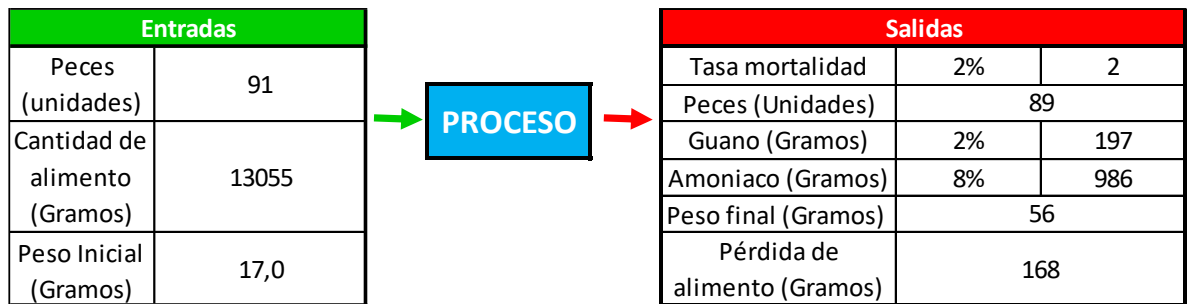 Entradas
Peces
(unidades)
91
Cantidad de
alimento
(Gramos)
13055
Peso Inicial
(Gramos)
17,0
PROCESO
Salidas
Tasa mortalidad 2% 2
Peces (Unidades) 89
Guano (Gramos) 2% 197
Amoniaco (Gramos) 8% 986
Peso final (Gramos) 56
Pérdida de
alimento (Gramos)
168